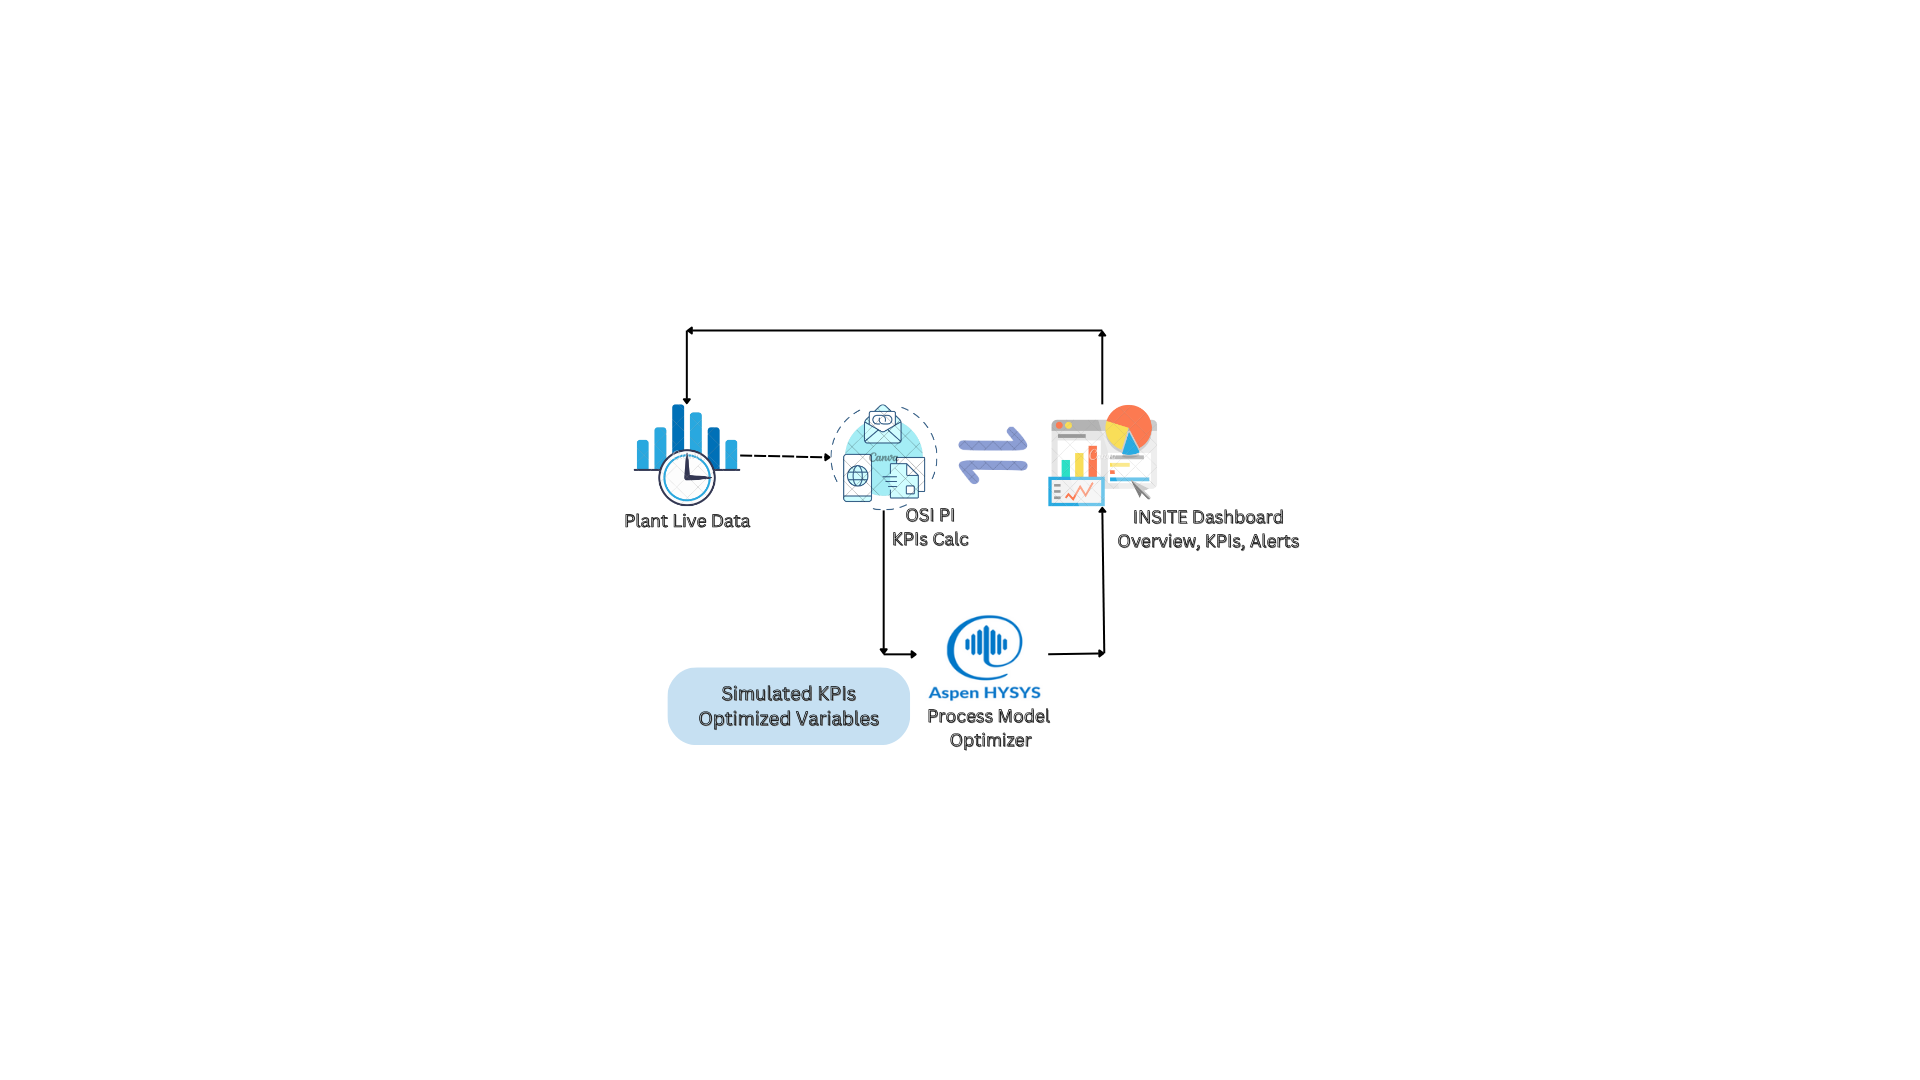 Canva
Plant Live Data
OSI PI
KPIs Calc
INSITE Dashboard
Overview, KPIs, Alerts
Simulated KPIs
Optimized Variables
Aspen HYSYS
Process Model
Optimizer